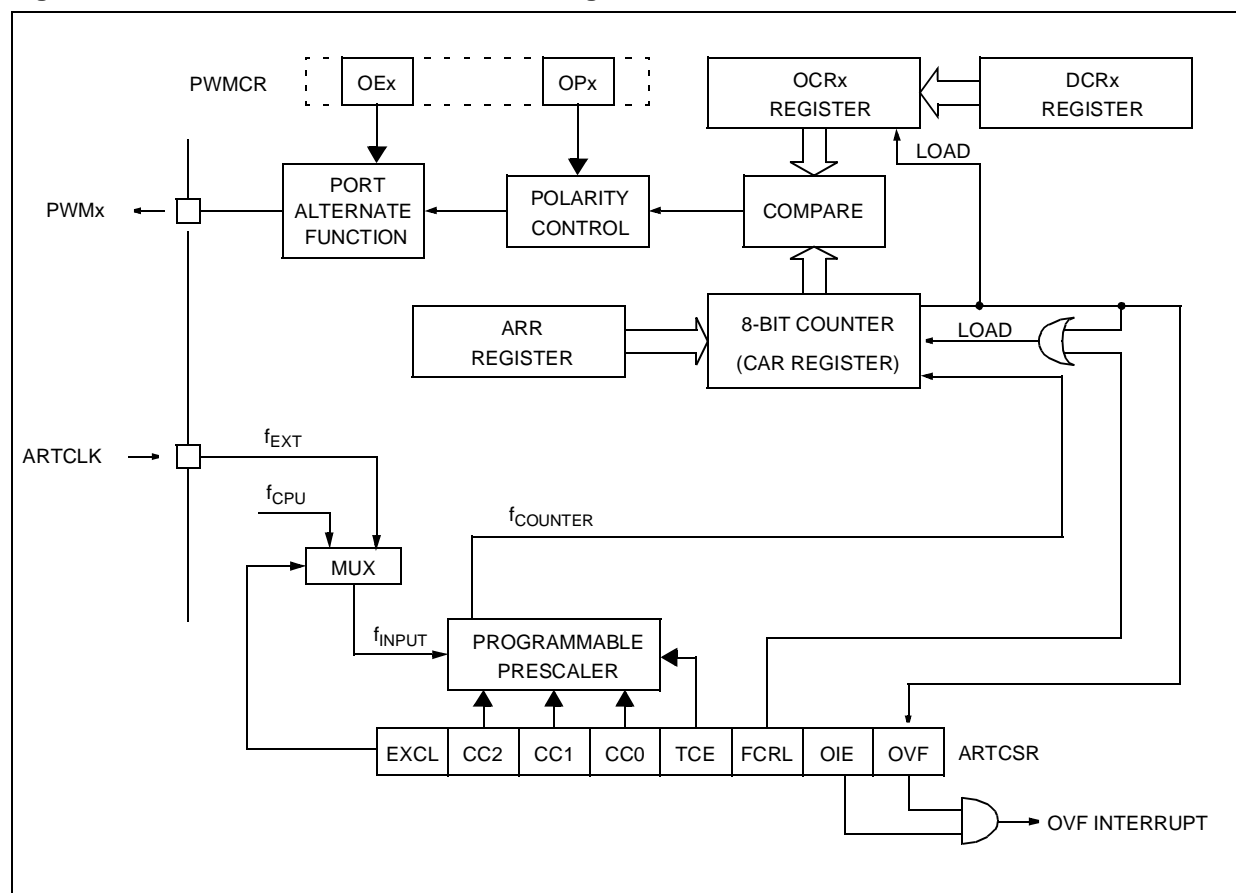 PWMCR
OEx
OPx
OCRx
REGISTER
DCRx
REGISTER
LOAD
PWMx
PORT
ALTERNATE
FUNCTION
POLARITY
CONTROL
COMPARE
ARR
REGISTER
8-BIT COUNTER
(CAR REGISTER)
LOAD
ARTCLK
fEXT
fCPU
fCOUNTER
MUX
fINPUT
PROGRAMMABLE
PRESCALER
EXCL CC2 CC1 CC0 TCE FCRL OIE OVF ARTCSR
OVF INTERRUPT